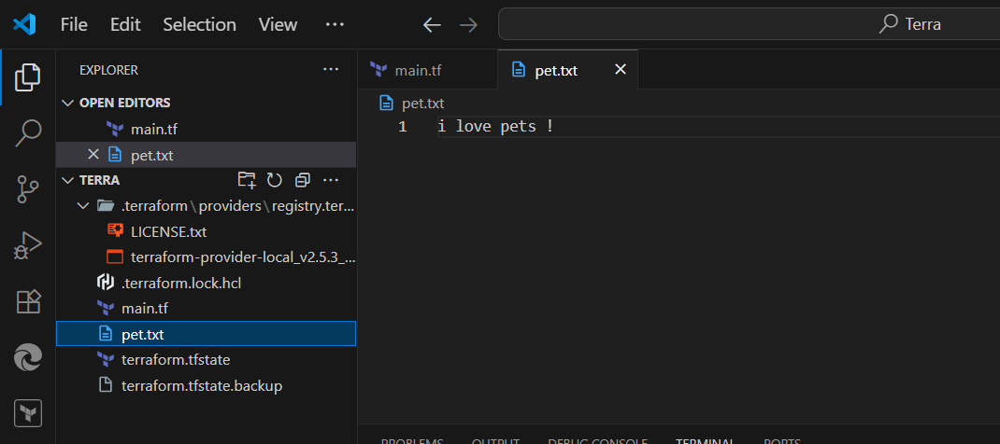 File Edit Selection View ··· Terra
EXPLORER ···
OPEN EDITORS
main.tf
pet.txt
TERRA ···
.terraform\providers\registry.ter...
LICENSE.txt
terraform-provider-local_v2.5.3_...
.terraform.lock.hcl
main.tf
pet.txt
terraform.tfstate
terraform.tfstate.backup
main.tf pet.txt
pet.txt
1 i love pets !
PROBLEMS OUTPUT DEBUG CONSOLE TERMINAL PORTS